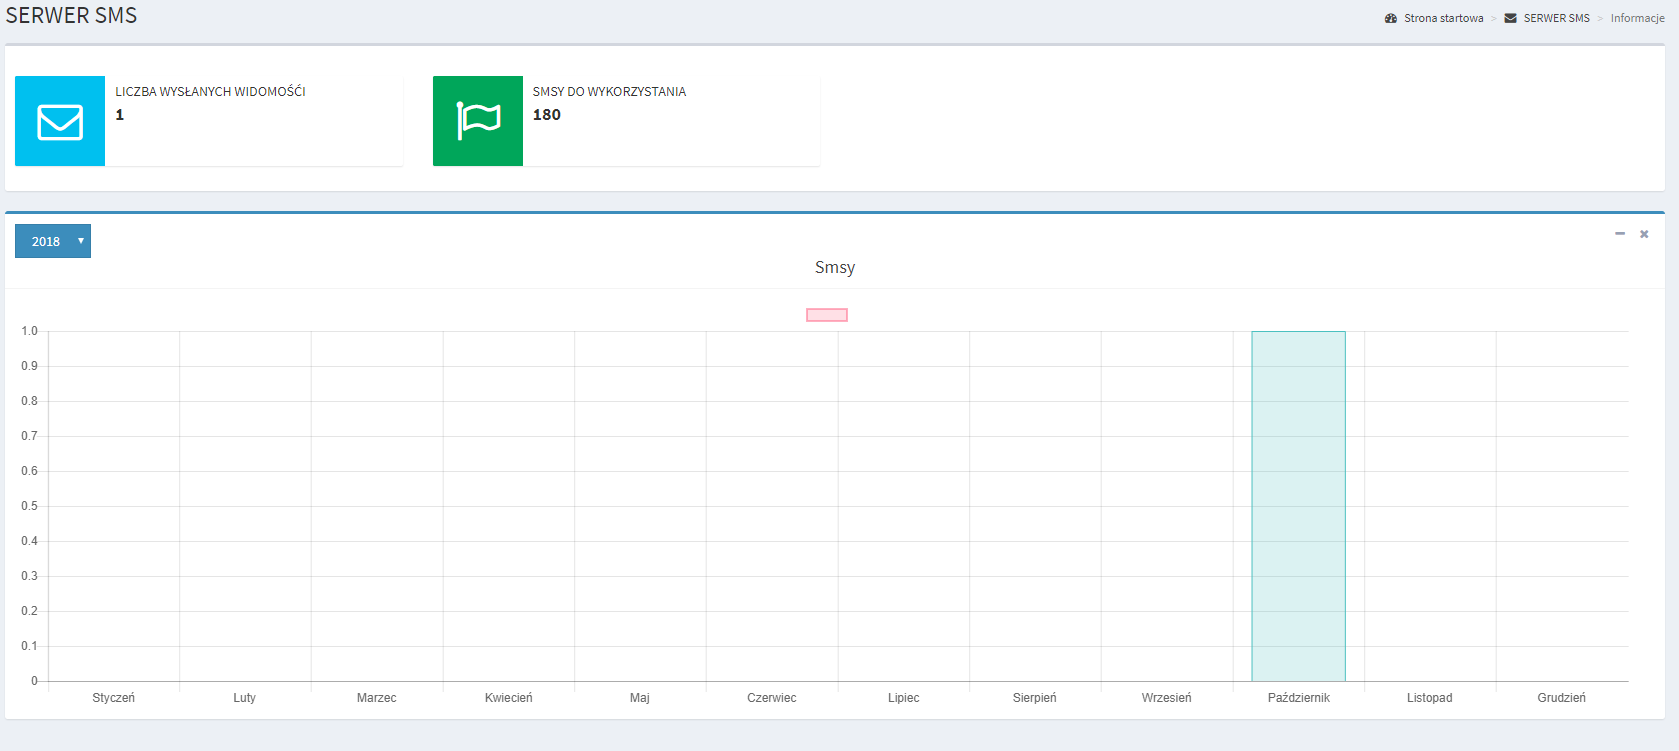 SERWER SMS
Strona startowa > SERWER SMS > Informacje
LICZBA WYSŁANYCH WIDOMOŚĆI
1
SMSY DO WYKORZYSTANIA
180
2018
Smsy
1.0
0.9
0.8
0.7
0.6
0.5
0.4
0.3
0.2
0.1
0
Styczeń Luty Marzec Kwiecień Maj Czerwiec Lipiec Sierpień Wrzesień Październik Listopad Grudzień